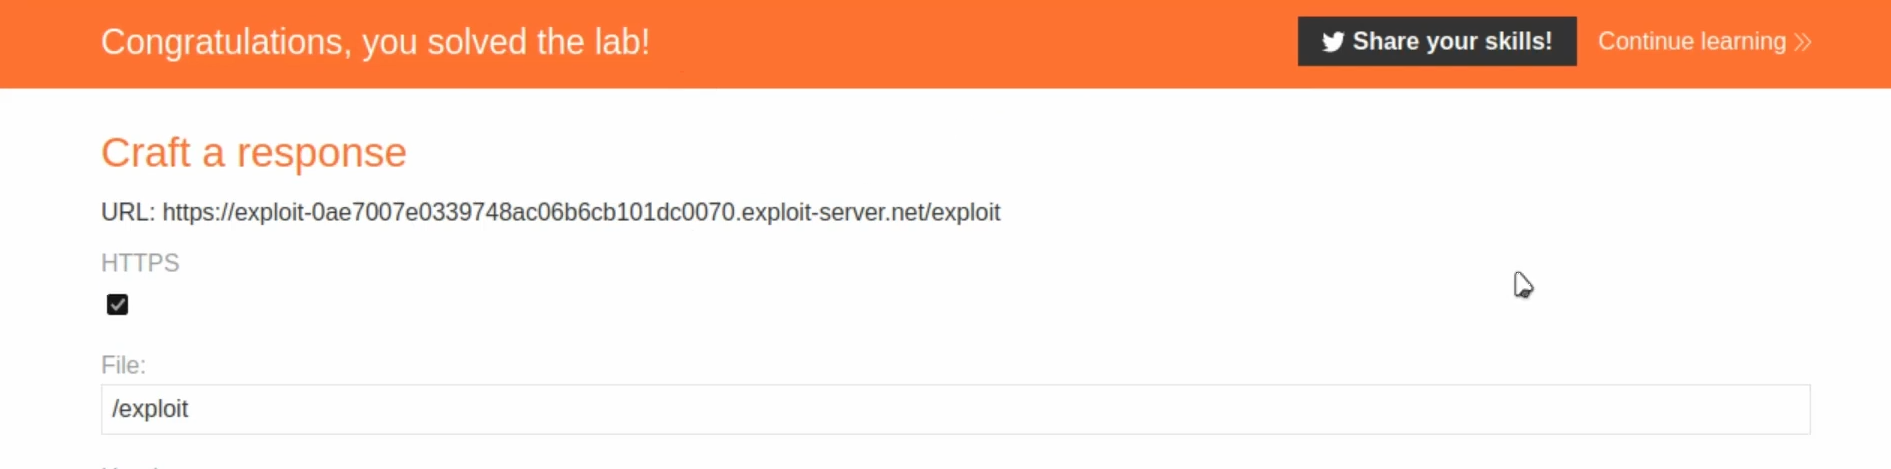 Congratulations, you solved the lab!
Share your skills!
Continue learning
Craft a response
URL: https://exploit-0ae7007e0339748ac06b6cb101dc0070.exploit-server.net/exploit
HTTPS
File:
/exploit